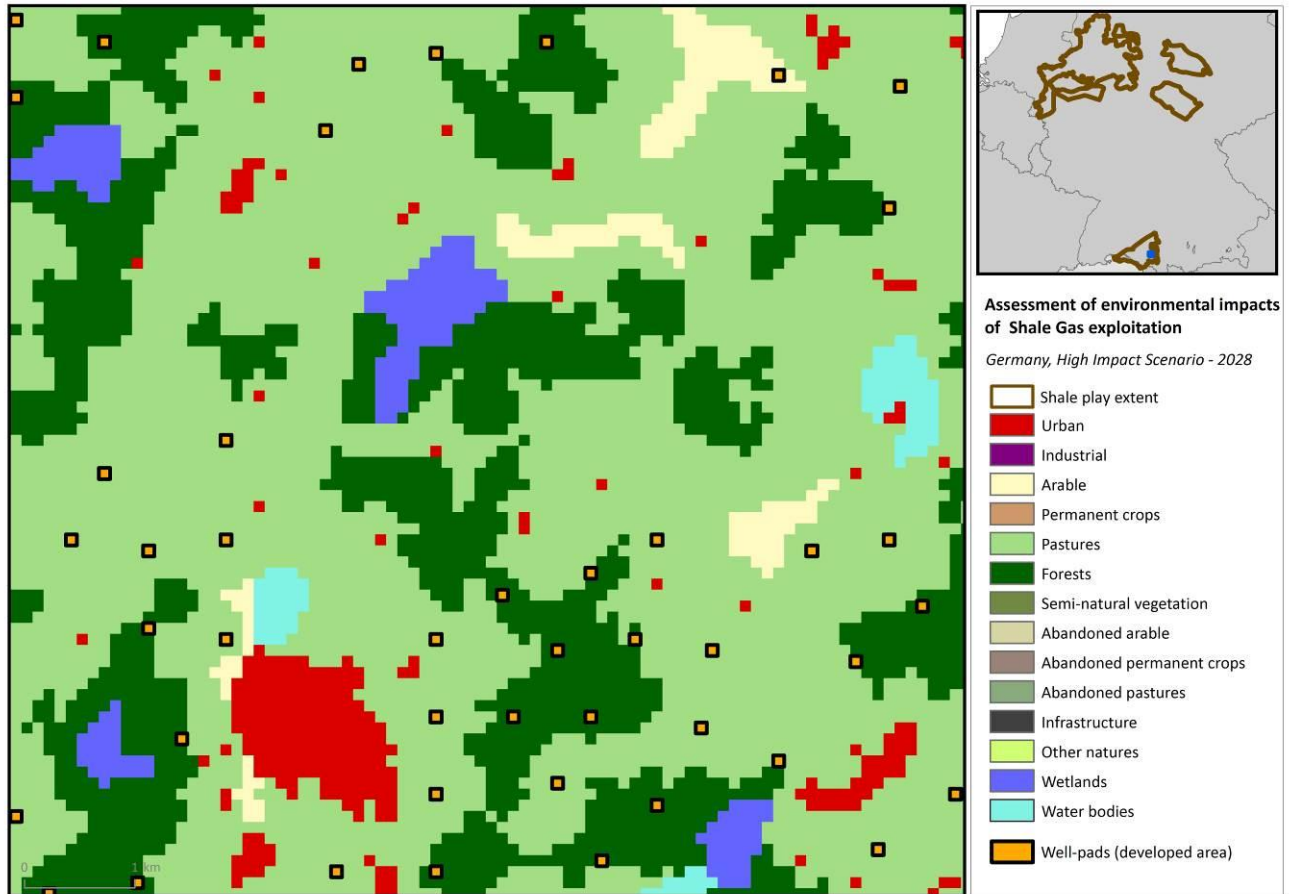 Assessment of environmental impacts
of Shale Gas exploitation
Germany, High Impact Scenario - 2028
Shale play extent
Urban
Industrial
Arable
Permanent crops
Pastures
Forests
Semi-natural vegetation
Abandoned arable
Abandoned permanent crops
Abandoned pastures
Infrastructure
Other natures
Wetlands
Water bodies
Well-pads (developed area)
0 1 km